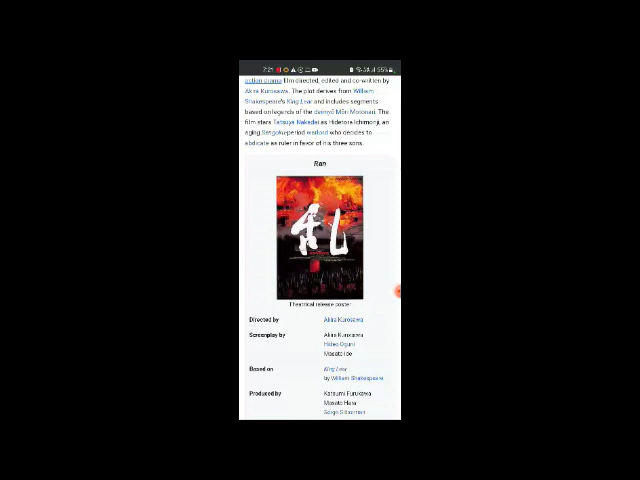 7:21
55%
action drama film directed, edited and co-written by
Akira Kurosawa. The plot derives from William
Shakespeare's King Lear and includes segments
based on legends of the daimyō Mōri Motonari. The
film stars Tatsuya Nakadai as Hidetora Ichimonji, an
aging Sengoku-period warlord who decides to
abdicate as ruler in favor of his three sons.
Ran
乱
Theatrical release poster
Directed by Akira Kurosawa
Screenplay by Akira Kurosawa
Hideo Oguni
Masato Ide
Based on King Lear
by William Shakespeare
Produced by Katsumi Furukawa
Masato Hara
Serge Silberman